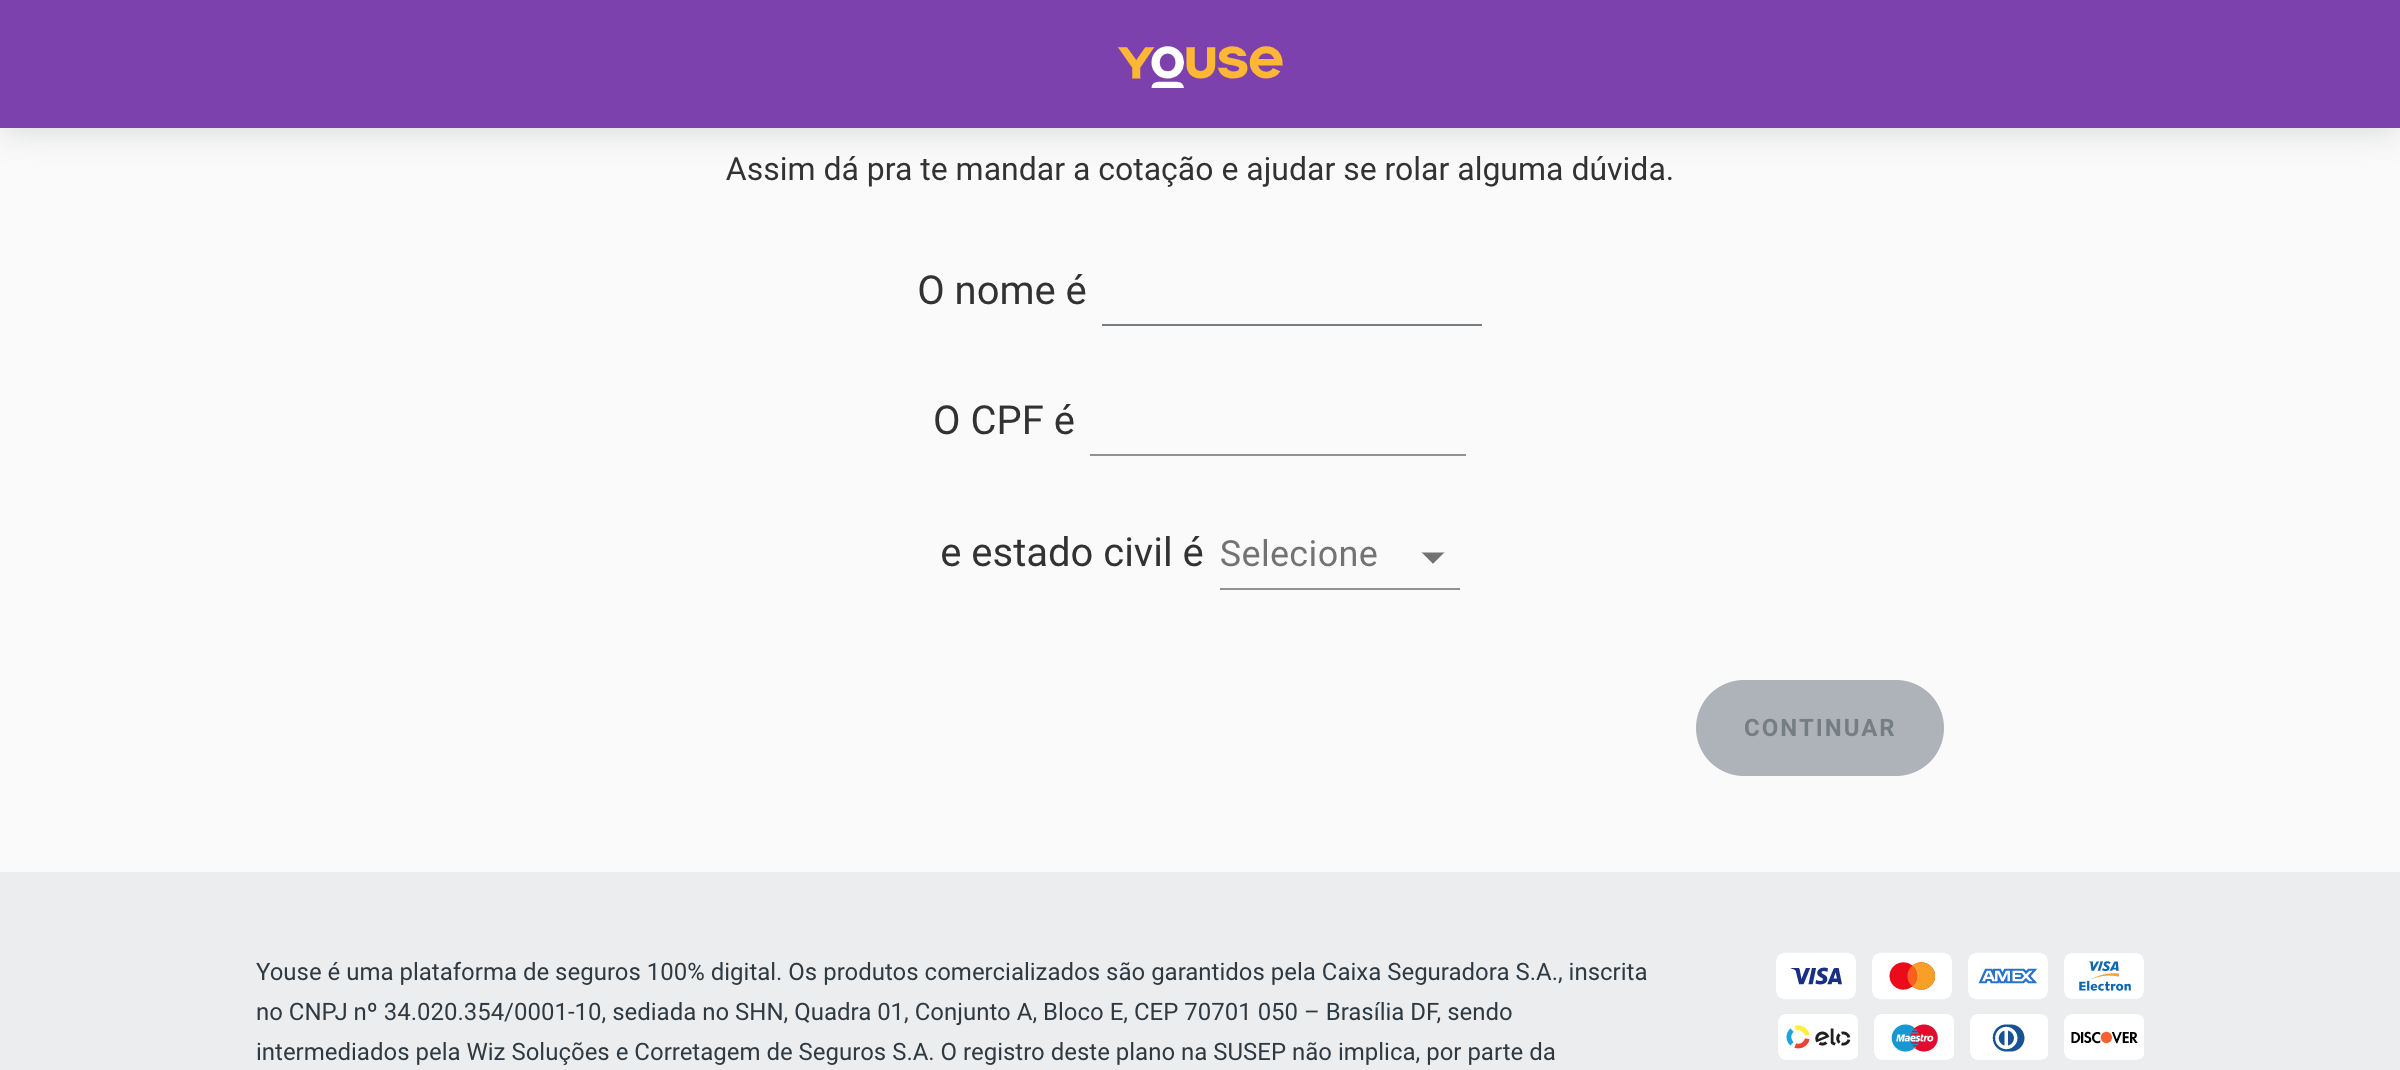 Youse
Assim dá pra te mandar a cotação e ajudar se rolar alguma dúvida.
O nome é
O CPF é
e estado civil é Selecione
CONTINUAR
Youse é uma plataforma de seguros 100% digital. Os produtos comercializados são garantidos pela Caixa Seguradora S.A., inscrita
no CNPJ nº 34.020.354/0001-10, sediada no SHN, Quadra 01, Conjunto A, Bloco E, CEP 70701 050 – Brasília DF, sendo
intermediados pela Wiz Soluções e Corretagem de Seguros S.A. O registro deste plano na SUSEP não implica, por parte da
VISA
AMEX
VISA
Electron
elo
Maestro
DISCOVER